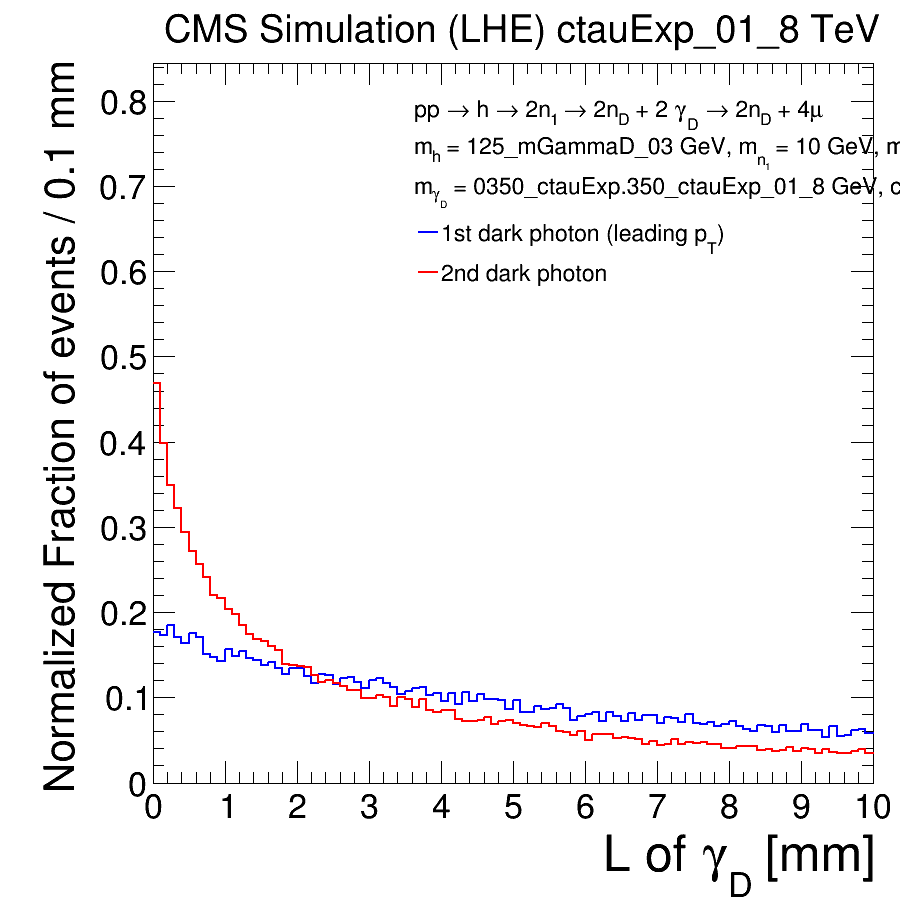 CMS Simulation (LHE) ctauExp_01_8 TeV
pp → h → 2n1 → 2nD + 2 γD → 2nD + 4μ
mh = 125_mGammaD_03 GeV, mn1 = 10 GeV, m
mγD = 0350_ctauExp.350_ctauExp_01_8 GeV, c
1st dark photon (leading pT)
2nd dark photon
Normalized Fraction of events / 0.1 mm
0.8
0.7
0.6
0.5
0.4
0.3
0.2
0.1
0
0 1 2 3 4 5 6 7 8 9 10
L of γD [mm]